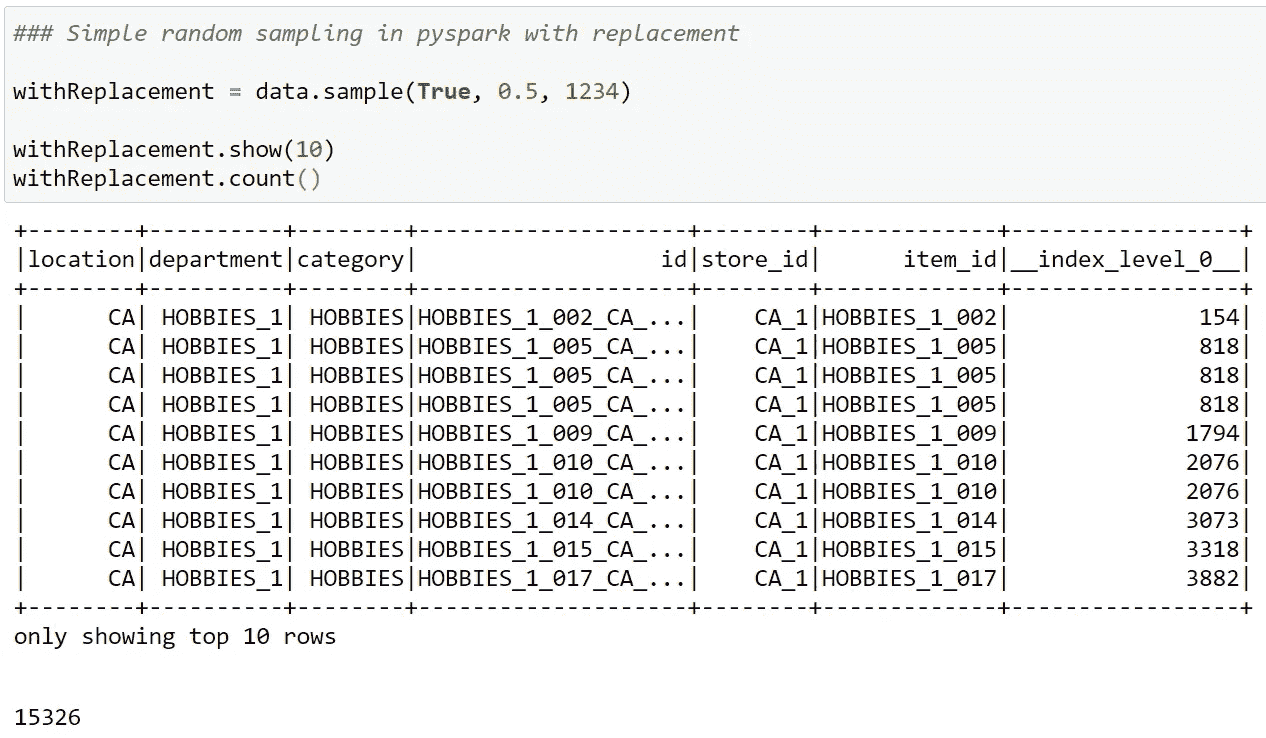 ### Simple random sampling in pyspark with replacement
withReplacement = data.sample(True, 0.5, 1234)
withReplacement.show(10)
withReplacement.count()
+--------+----------+--------+--------------------+--------+-------------+-----------------+
|location|department|category|                  id|store_id|      item_id|__index_level_0__|
+--------+----------+--------+--------------------+--------+-------------+-----------------+
|      CA| HOBBIES_1| HOBBIES|HOBBIES_1_002_CA_...|    CA_1|HOBBIES_1_002|              154|
|      CA| HOBBIES_1| HOBBIES|HOBBIES_1_005_CA_...|    CA_1|HOBBIES_1_005|              818|
|      CA| HOBBIES_1| HOBBIES|HOBBIES_1_005_CA_...|    CA_1|HOBBIES_1_005|              818|
|      CA| HOBBIES_1| HOBBIES|HOBBIES_1_005_CA_...|    CA_1|HOBBIES_1_005|              818|
|      CA| HOBBIES_1| HOBBIES|HOBBIES_1_009_CA_...|    CA_1|HOBBIES_1_009|             1794|
|      CA| HOBBIES_1| HOBBIES|HOBBIES_1_010_CA_...|    CA_1|HOBBIES_1_010|             2076|
|      CA| HOBBIES_1| HOBBIES|HOBBIES_1_010_CA_...|    CA_1|HOBBIES_1_010|             2076|
|      CA| HOBBIES_1| HOBBIES|HOBBIES_1_014_CA_...|    CA_1|HOBBIES_1_014|             3073|
|      CA| HOBBIES_1| HOBBIES|HOBBIES_1_015_CA_...|    CA_1|HOBBIES_1_015|             3318|
|      CA| HOBBIES_1| HOBBIES|HOBBIES_1_017_CA_...|    CA_1|HOBBIES_1_017|             3882|
+--------+----------+--------+--------------------+--------+-------------+-----------------+
only showing top 10 rows
15326